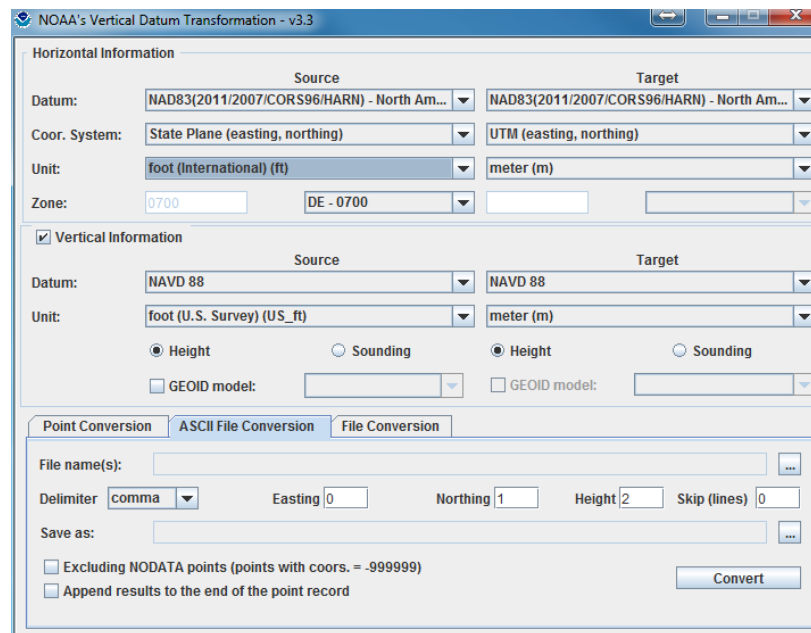 NOAA's Vertical Datum Transformation - v3.3
Horizontal Information
Source Target
Datum: NAD83(2011/2007/CORS96/HARN) - North Am... NAD83(2011/2007/CORS96/HARN) - North Am...
Coor. System: State Plane (easting, northing) UTM (easting, northing)
Unit: foot (International) (ft) meter (m)
Zone: 0700 DE - 0700
Vertical Information
Source Target
Datum: NAVD 88 NAVD 88
Unit: foot (U.S. Survey) (US_ft) meter (m)
Height Sounding Height Sounding
GEOID model: GEOID model:
Point Conversion ASCII File Conversion File Conversion
File name(s): ...
Delimiter comma Easting 0 Northing 1 Height 2 Skip (lines) 0
Save as: ...
Excluding NODATA points (points with coors. = -999999)
Append results to the end of the point record
Convert